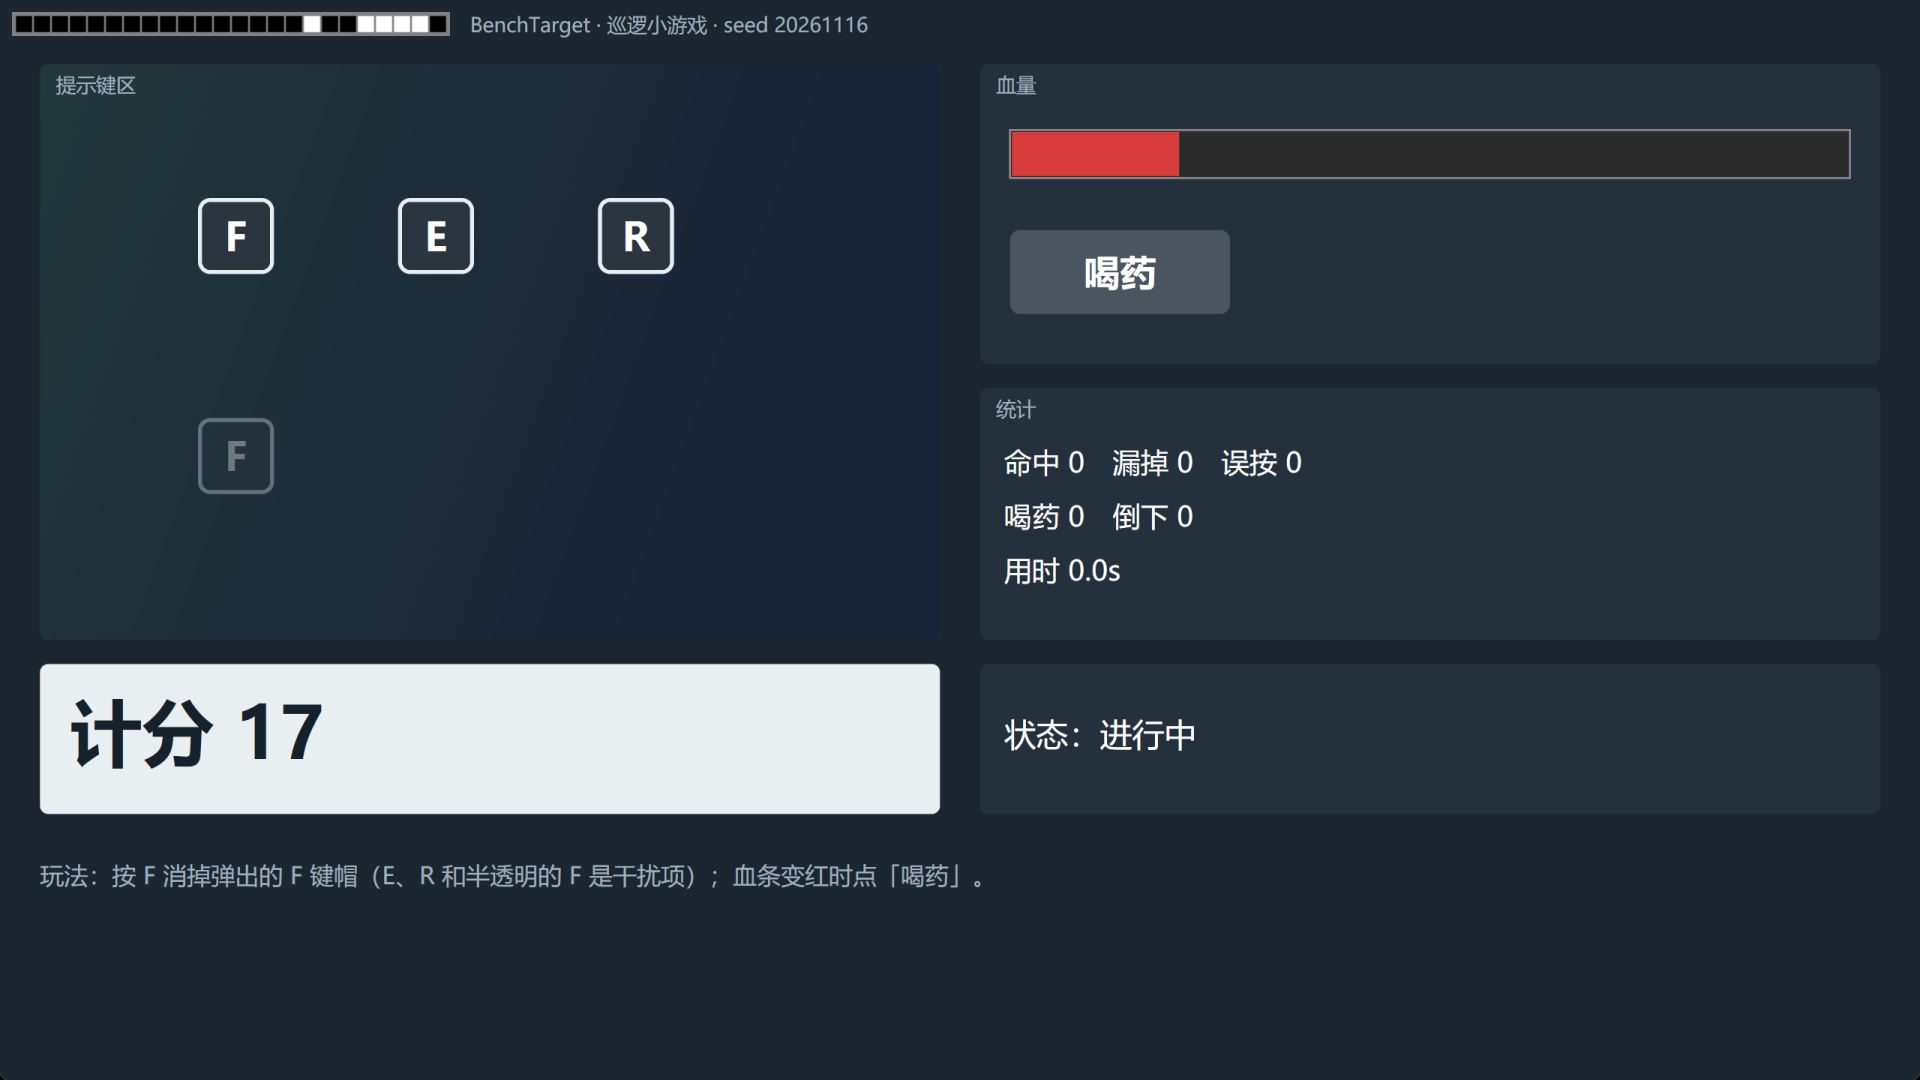 BenchTarget · 巡逻小游戏 · seed 20261116
提示键区
F E R
F
血量
喝药
统计
命中 0 漏掉 0 误按 0
喝药 0 倒下 0
用时 0.0s
计分 17
状态：进行中
玩法：按 F 消掉弹出的 F 键帽（E、R 和半透明的 F 是干扰项）；血条变红时点「喝药」。